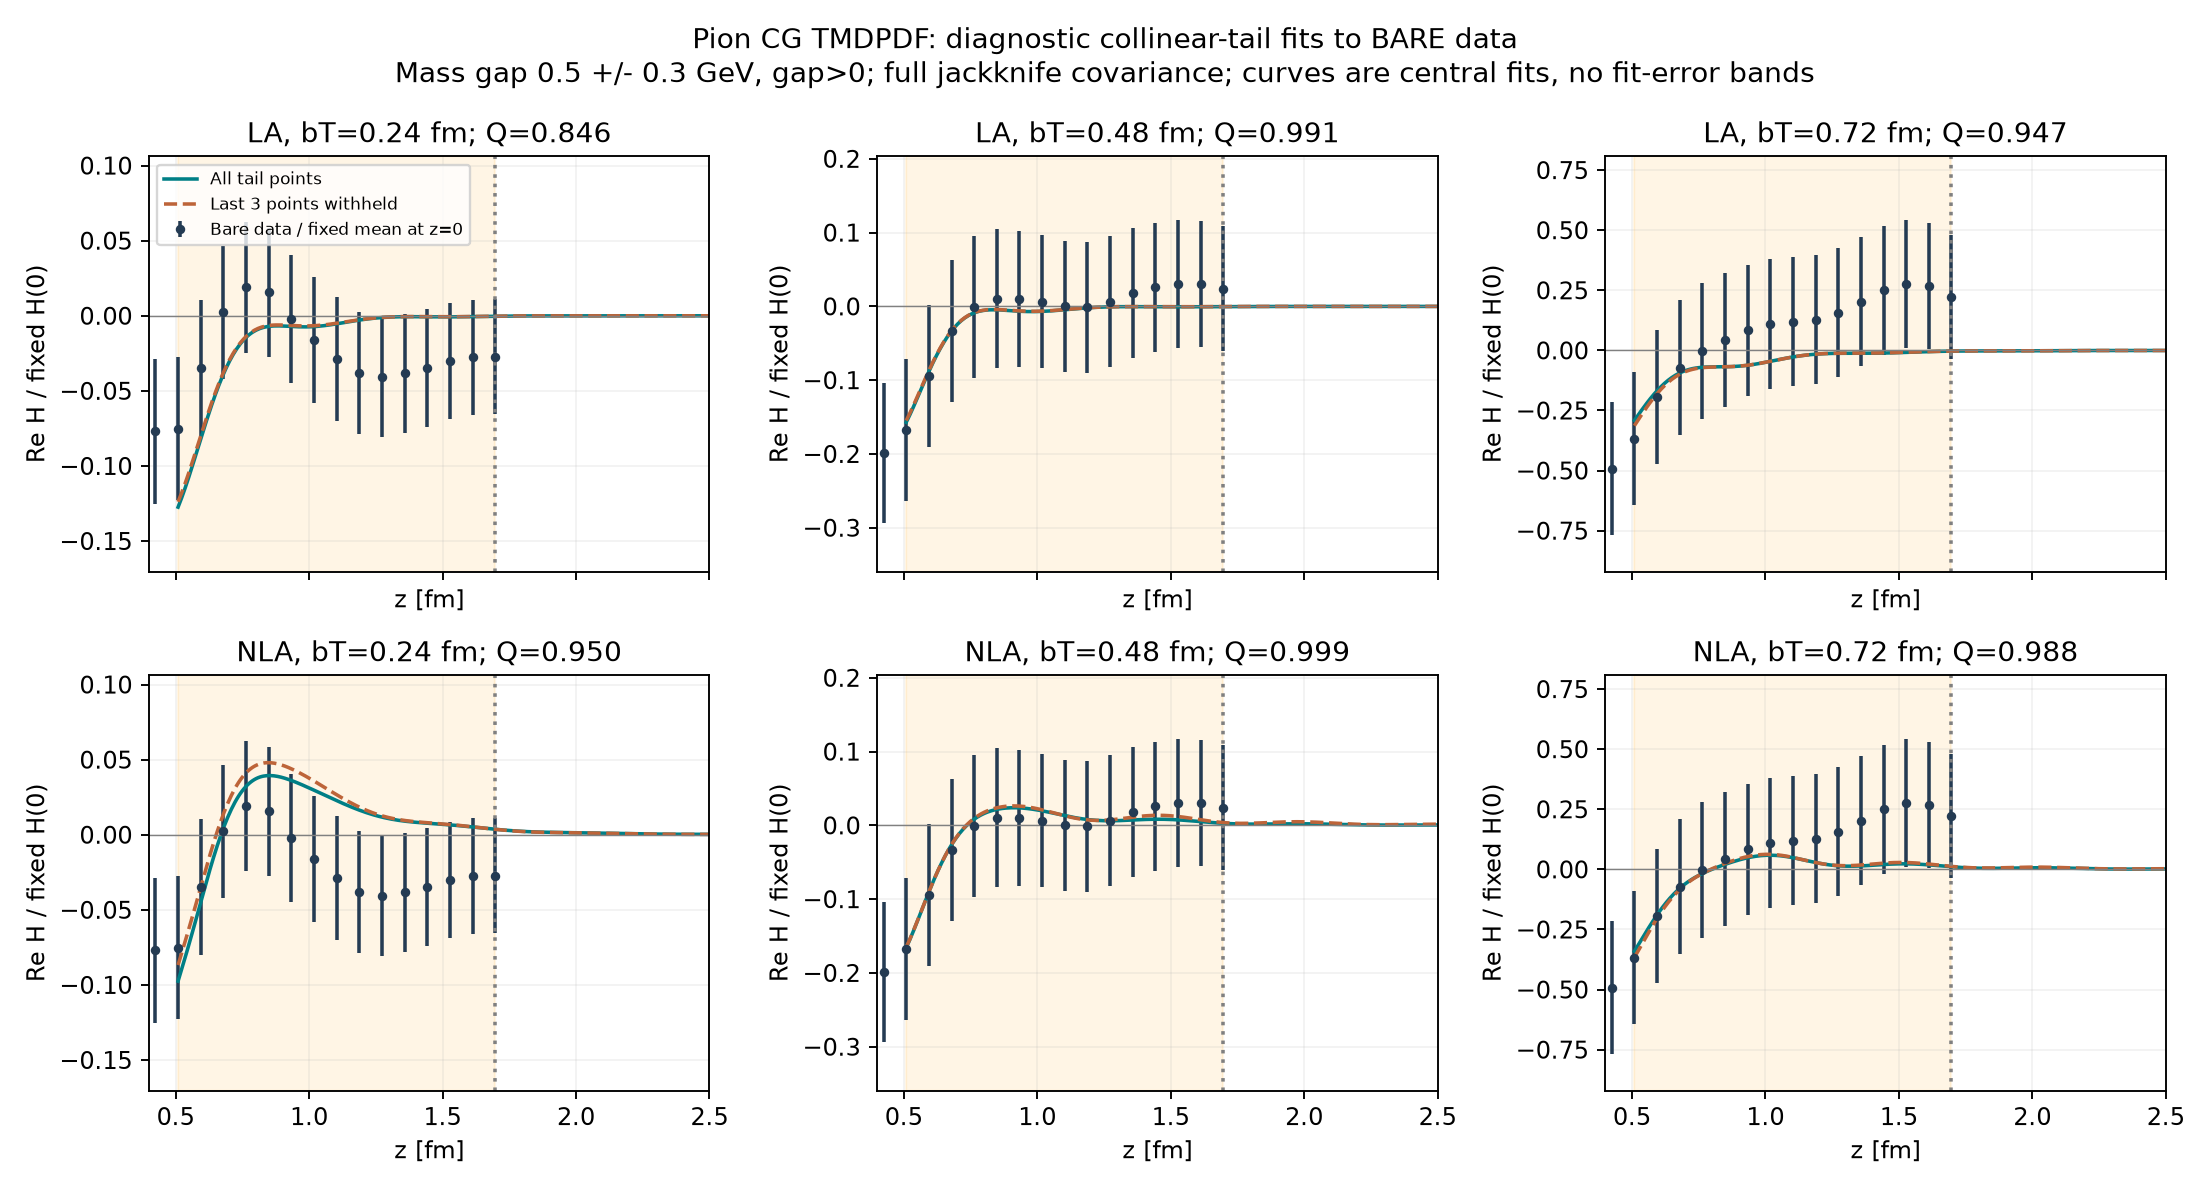 Pion CG TMDPDF: diagnostic collinear-tail fits to BARE data
Mass gap 0.5 +/- 0.3 GeV, gap>0; full jackknife covariance; curves are central fits, no fit-error bands
LA, bT=0.24 fm; Q=0.846
Re H / fixed H(0)
0.10
0.05
0.00
−0.05
−0.10
−0.15
All tail points
Last 3 points withheld
Bare data / fixed mean at z=0
z [fm]
LA, bT=0.48 fm; Q=0.991
Re H / fixed H(0)
0.2
0.1
0.0
−0.1
−0.2
−0.3
z [fm]
LA, bT=0.72 fm; Q=0.947
Re H / fixed H(0)
0.75
0.50
0.25
0.00
−0.25
−0.50
−0.75
z [fm]
NLA, bT=0.24 fm; Q=0.950
Re H / fixed H(0)
0.10
0.05
0.00
−0.05
−0.10
−0.15
0.5 1.0 1.5 2.0 2.5
z [fm]
NLA, bT=0.48 fm; Q=0.999
Re H / fixed H(0)
0.2
0.1
0.0
−0.1
−0.2
−0.3
0.5 1.0 1.5 2.0 2.5
z [fm]
NLA, bT=0.72 fm; Q=0.988
Re H / fixed H(0)
0.75
0.50
0.25
0.00
−0.25
−0.50
−0.75
0.5 1.0 1.5 2.0 2.5
z [fm]